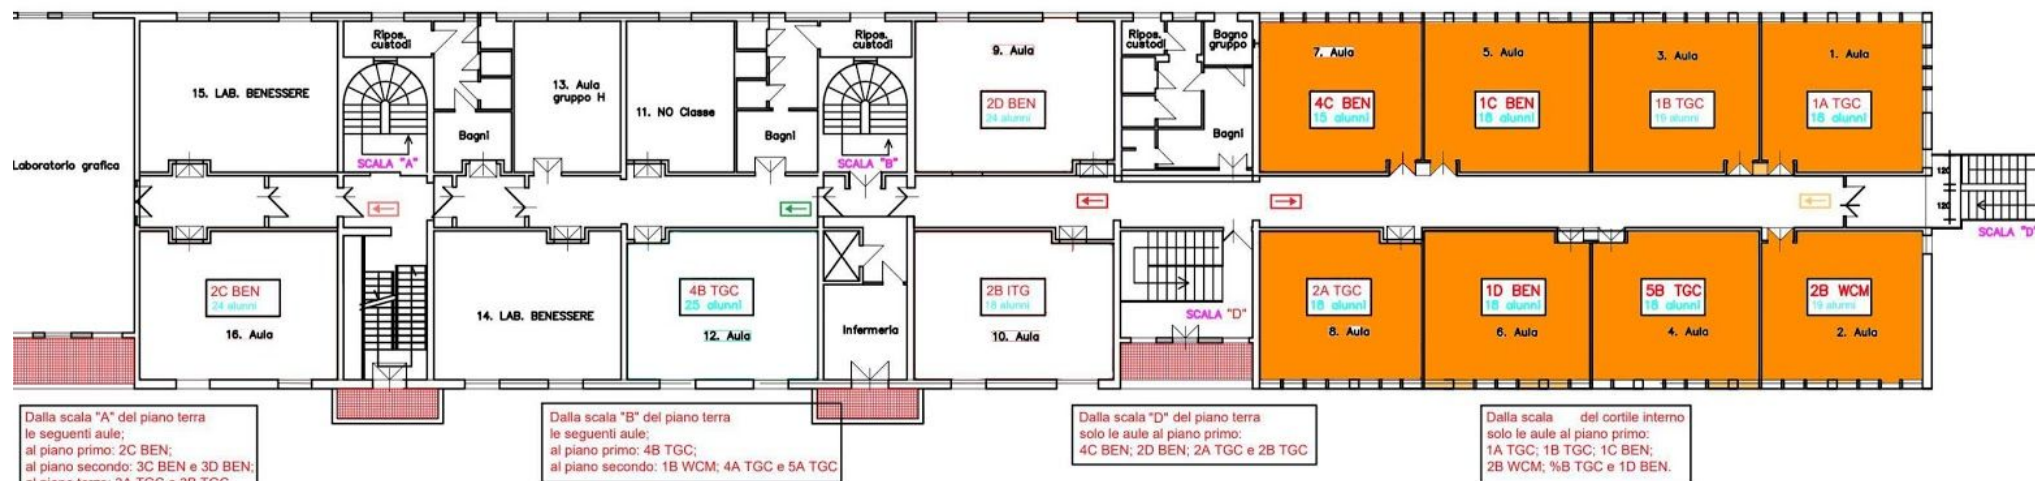 Laboratorio grafica
15. LAB. BENESSERE
Ripos.
custodi
SCALA "A"
Bagni
13. Aula
gruppo H
11. NO Classe
Bagni
Ripos.
custodi
SCALA "B"
9. Aula
2D BEN
24 alunni
Ripos.
custodi
Bagno
gruppo
Bagni
7. Aula
4C BEN
15 alunni
5. Aula
1C BEN
18 alunni
3. Aula
1B TGC
19 alunni
1. Aula
1A TGC
18 alunni
120
120
SCALA "D"
2C BEN
24 alunni
16. Aula
14. LAB. BENESSERE
4B TGC
25 alunni
12. Aula
Infermeria
2B ITG
18 alunni
10. Aula
SCALA "D"
2A TGC
18 alunni
8. Aula
1D BEN
18 alunni
6. Aula
5B TGC
18 alunni
4. Aula
2B WCM
19 alunni
2. Aula
Dalla scala "A" del piano terra
le seguenti aule;
al piano primo: 2C BEN;
al piano secondo: 3C BEN e 3D BEN;
Dalla scala "B" del piano terra
le seguenti aule;
al piano primo: 4B TGC;
al piano secondo: 1B WCM; 4A TGC e 5A TGC
Dalla scala "D" del piano terra
solo le aule al piano primo:
4C BEN; 2D BEN; 2A TGC e 2B TGC
Dalla scala del cortile interno
solo le aule al piano primo:
1A TGC; 1B TGC; 1C BEN;
2B WCM; %B TGC e 1D BEN.